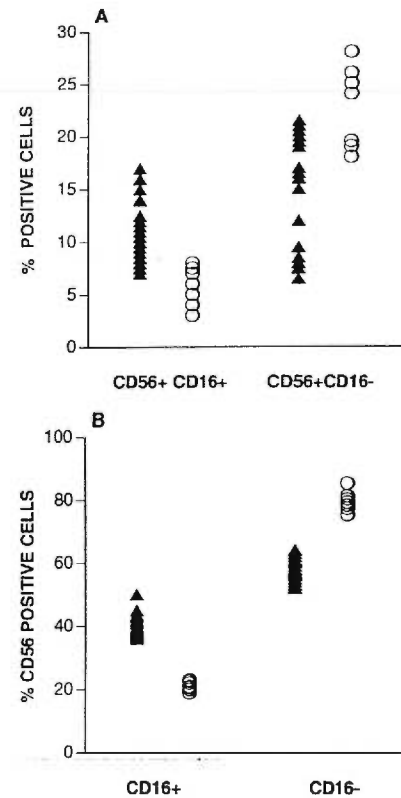 A
% POSITIVE CELLS
30
25
20
15
10
5
0
CD56+ CD16+ CD56+CD16-
B
% CD56 POSITIVE CELLS
100
80
60
40
20
0
CD16+ CD16-